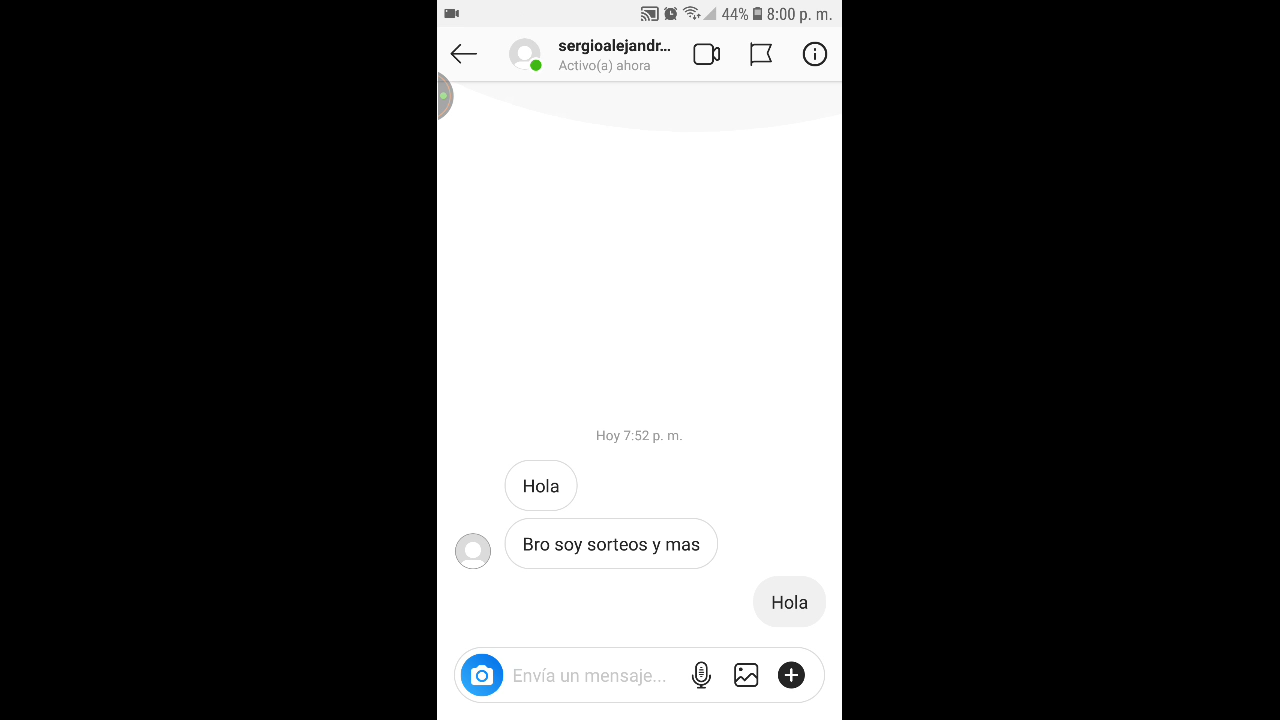 44% 8:00 p. m.
sergioalejandr...
Activo(a) ahora
Hoy 7:52 p. m.
Hola
Bro soy sorteos y mas
Hola
Envía un mensaje...